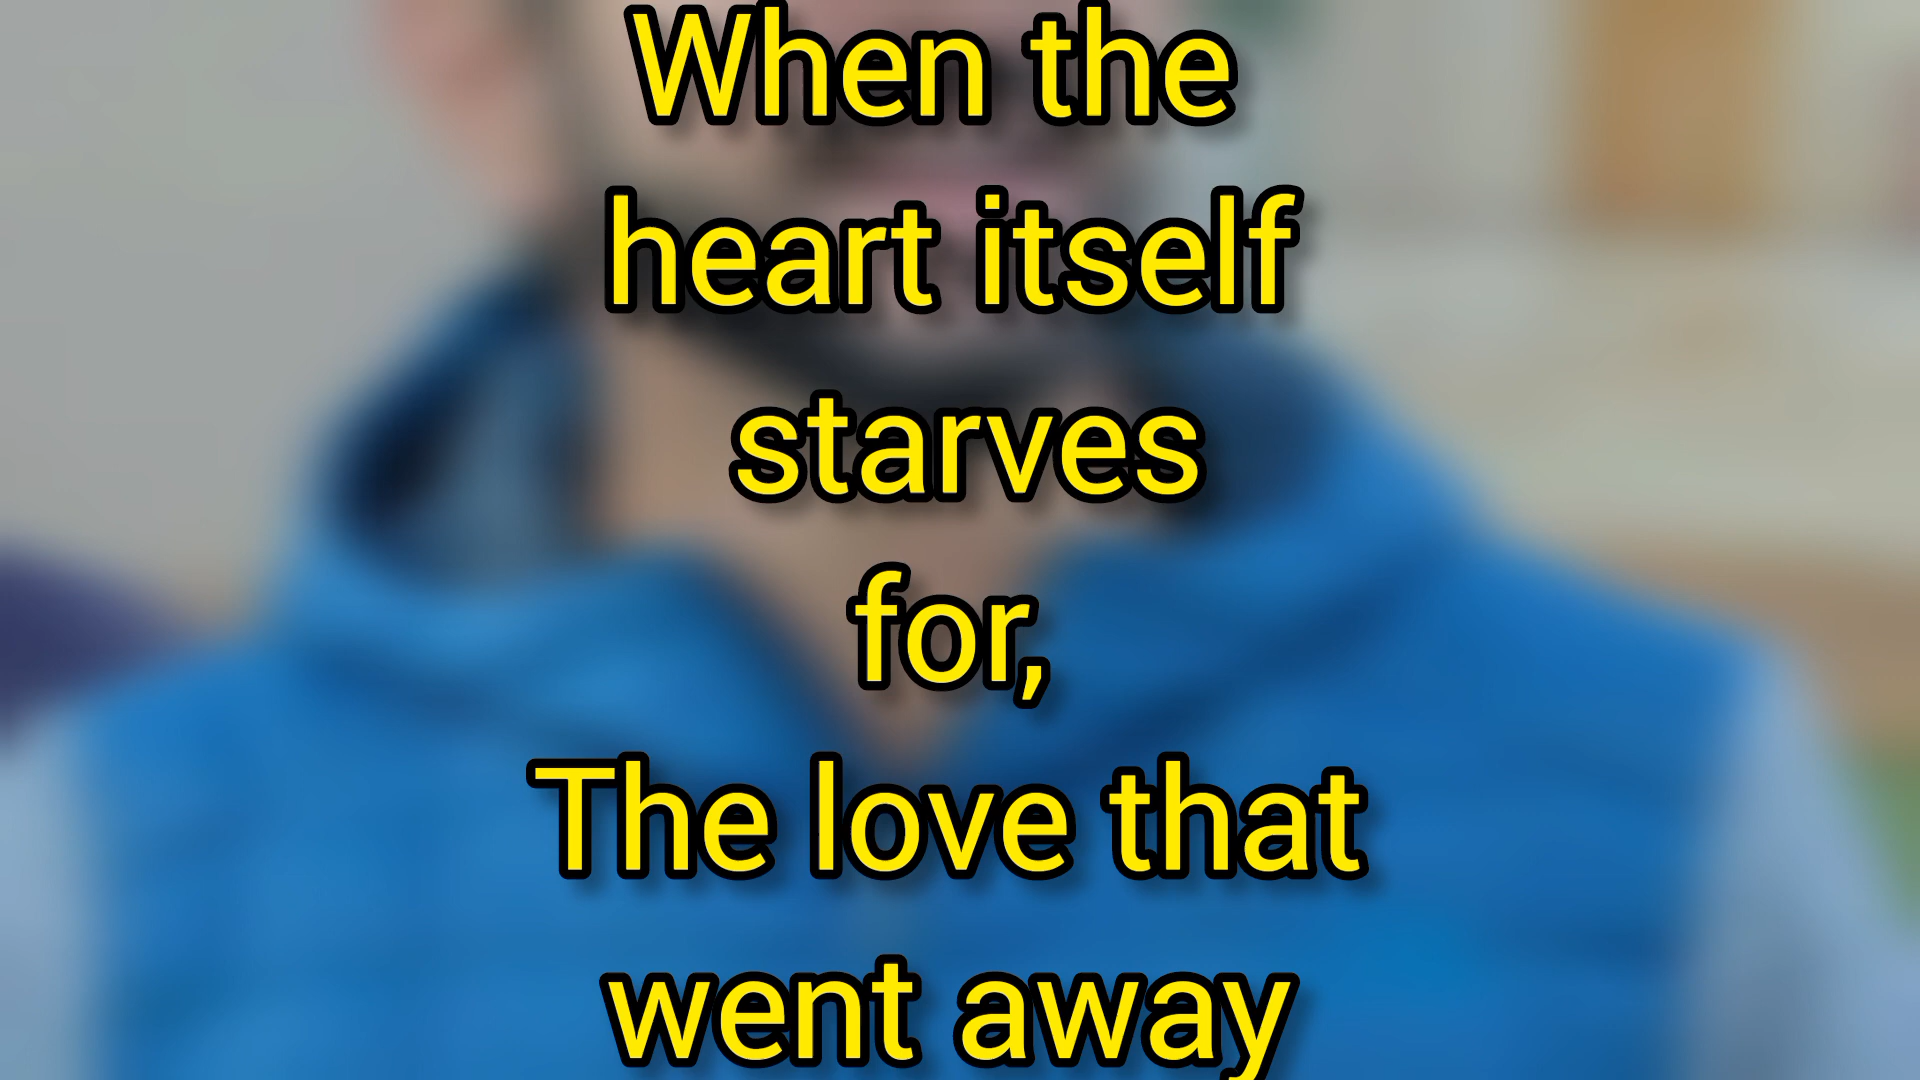 When the
heart itself
starves
for,
The love that
went away